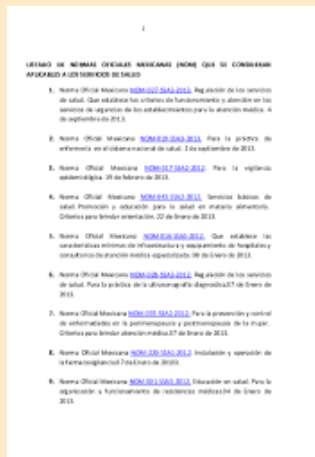 1
LISTADO DE NORMAS OFICIALES MEXICANAS (NOM) QUE SE CONSIDERAN
APLICABLES A LOS SERVICIOS DE SALUD
1. Norma Oficial Mexicana NOM-027-SSA3-2013, Regulación de los servicios
de salud. Que establece los criterios de funcionamiento y atención en los
servicios de urgencias de los establecimientos para la atención médica. 4
de septiembre de 2013.
2. Norma Oficial Mexicana NOM-019-SSA3-2013, Para la práctica de
enfermería en el sistema nacional de salud. 2 de septiembre de 2013.
3. Norma Oficial Mexicana NOM-017-SSA2-2012, Para la vigilancia
epidemiológica. 19 de febrero de 2013.
4. Norma Oficial Mexicana NOM-043-SSA2-2012, Servicios básicos de
salud. Promoción y educación para la salud en materia alimentaria.
Criterios para brindar orientación. 22 de Enero de 2013.
5. Norma Oficial Mexicana NOM-016-SSA3-2012, Que establece las
características mínimas de infraestructura y equipamiento de hospitales y
consultorios de atención médica especializada. 08 de Enero de 2013.
6. Norma Oficial Mexicana Regulación de los servicios
de salud. Para la práctica de la ultrasonografía diagnostica.07 de Enero de
2013.
7. Norma Oficial Mexicana NOM-035-SSA2-2012, Para la prevención y control
de enfermedades en la perimenopausia y postmenopausia de la mujer.
Criterios para brindar atención médica.07 de Enero de 2013.
8. Norma Oficial Mexicana NOM-220-SSA1-2012, Instalación y operación de
la farmacovigilancia.07 de Enero de
9. Norma Oficial Mexicana NOM-001-SSA3-2012, Educación en salud. Para la
organización y funcionamiento de residencias médicas.04 de Enero de
2013.